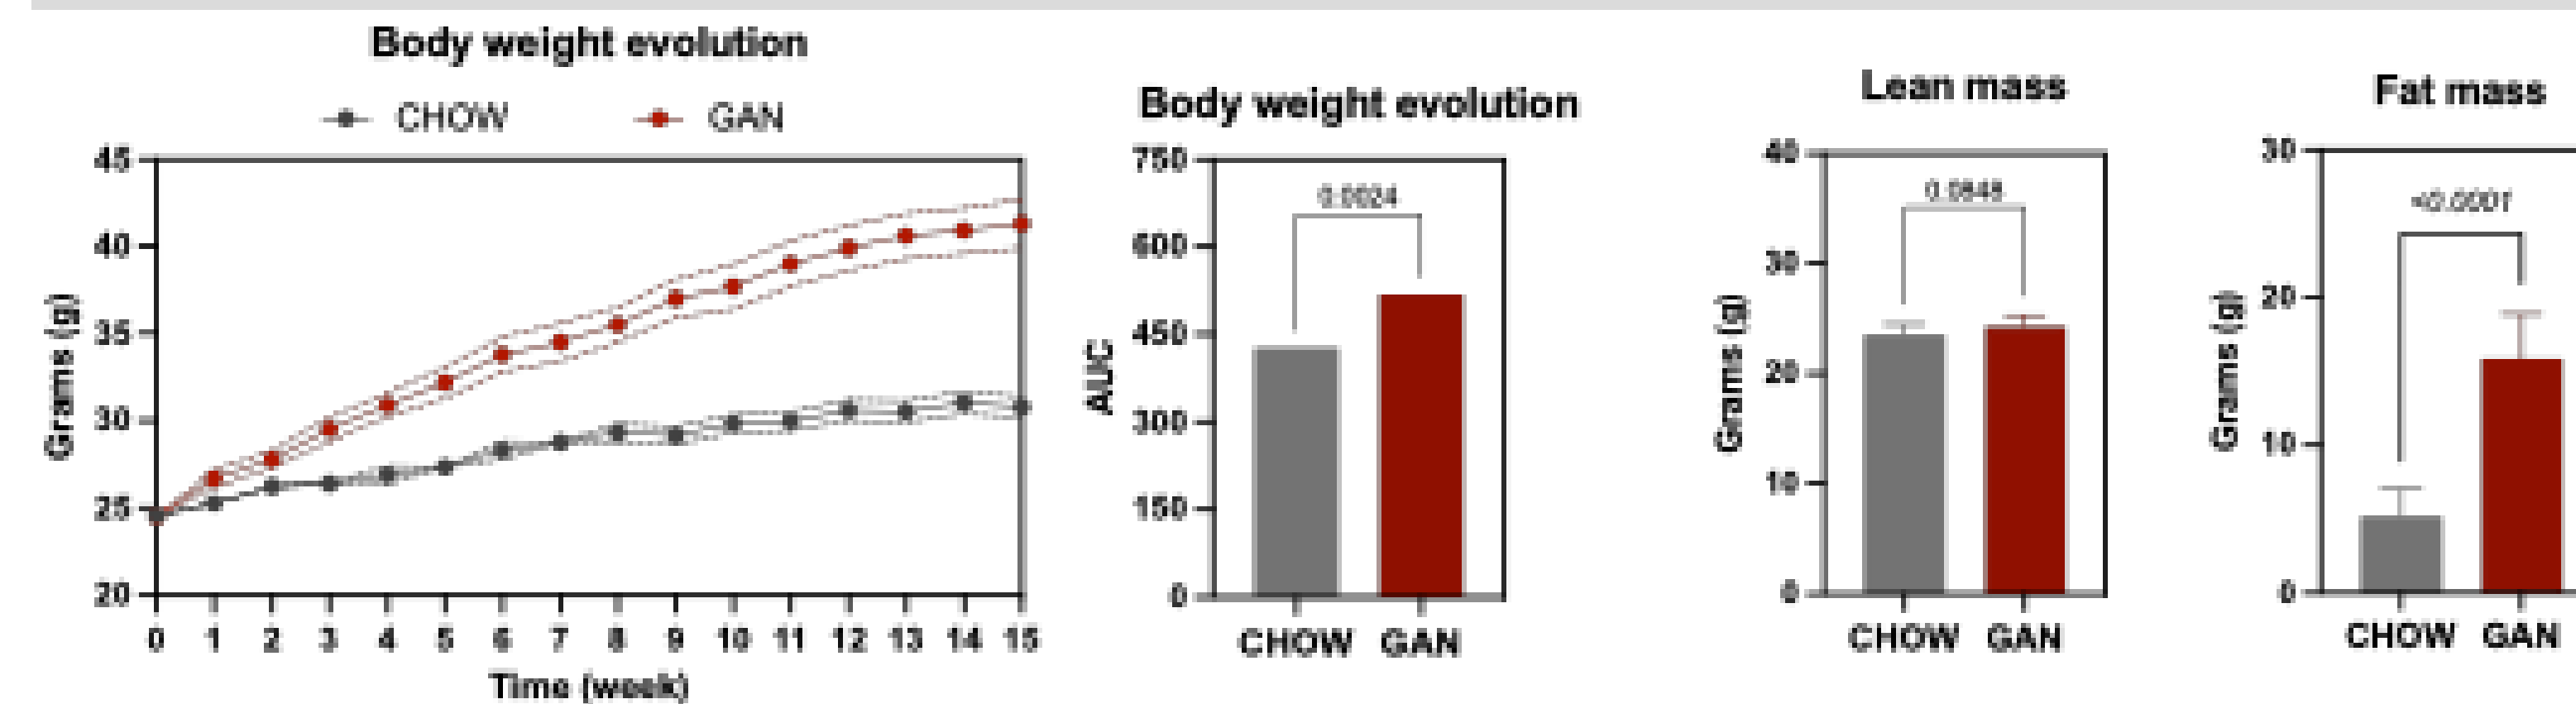 Body weight evolution
CHOW GAN
45
40
35
30
25
20
Grams (g)
0 1 2 3 4 5 6 7 8 9 10 11 12 13 14 15
Time (week)
Body weight evolution
750
600
450
300
150
0
AUC
0.0024
CHOW GAN
Lean mass
40
30
20
10
0
Grams (g)
CHOW GAN
Fat mass
30
20
10
0
Grams (g)
<0.0001
CHOW GAN